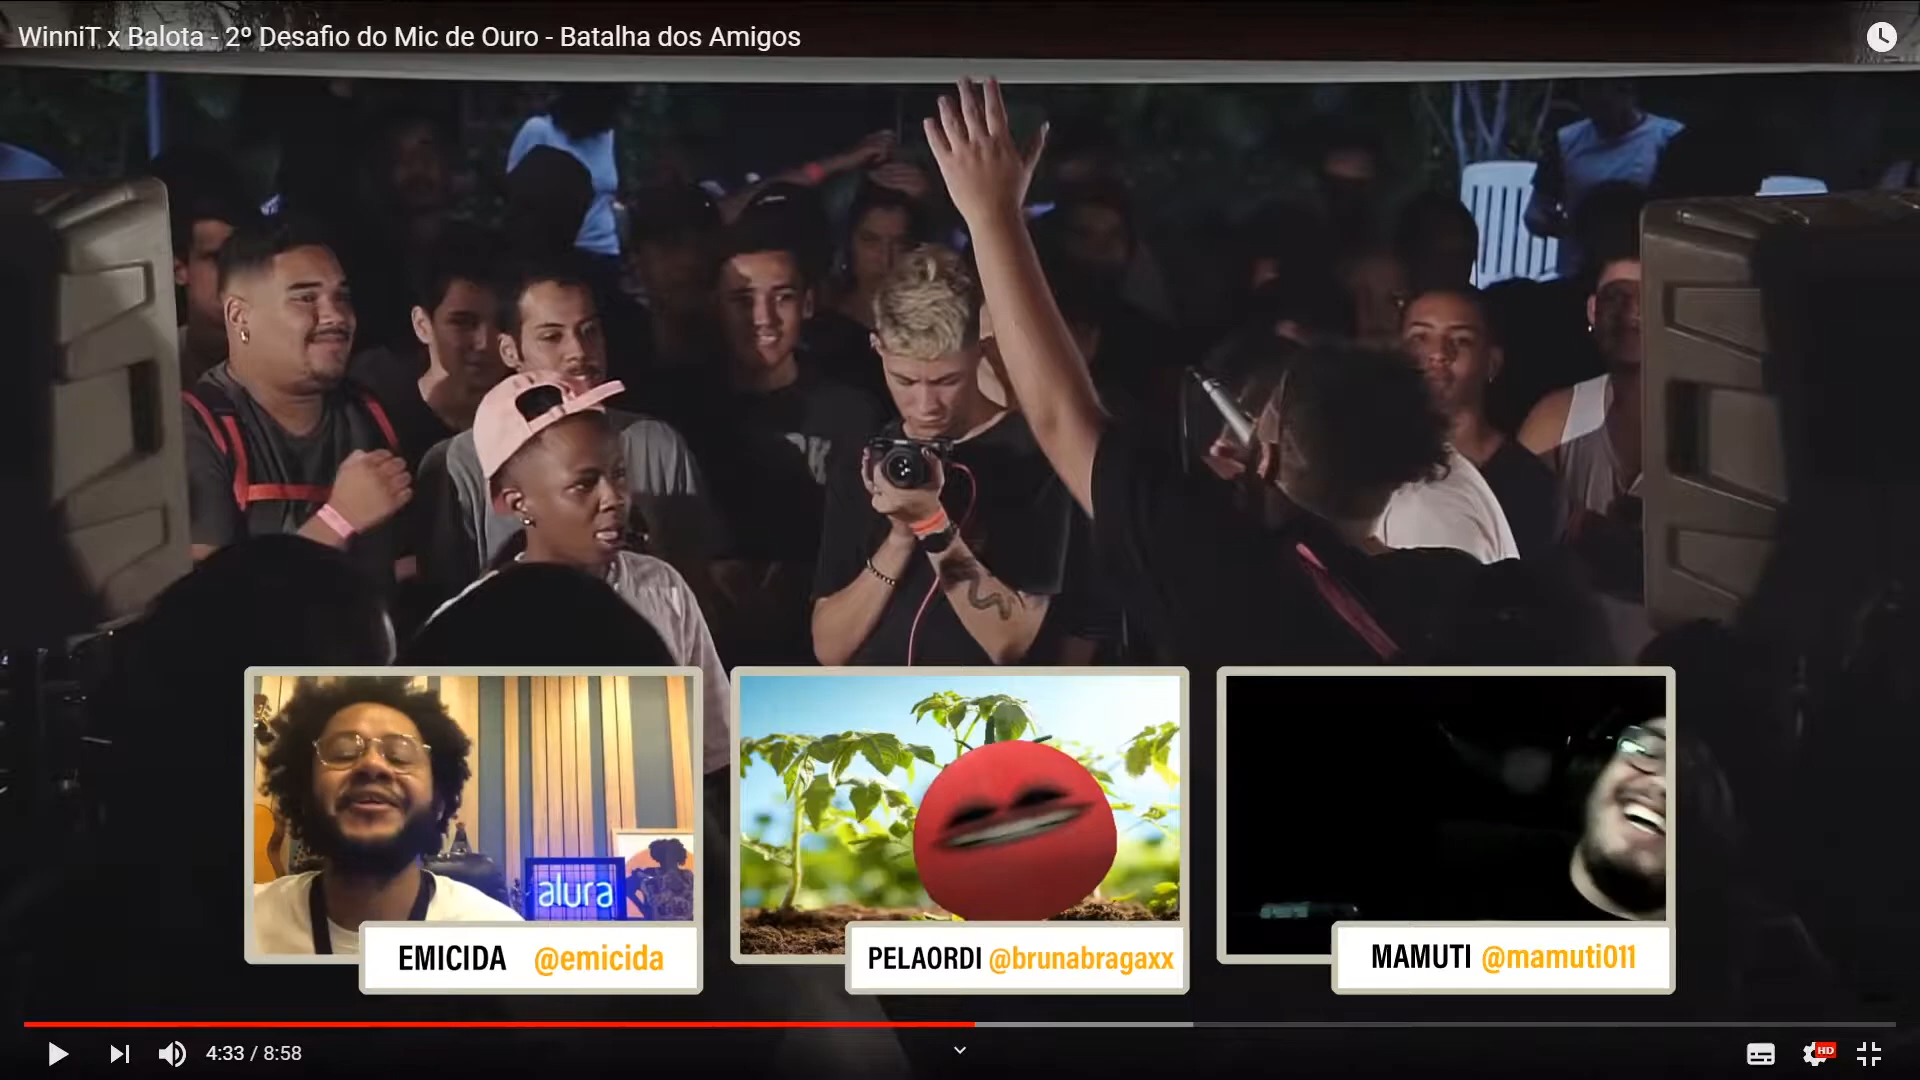 WinniT x Balota - 2º Desafio do Mic de Ouro - Batalha dos Amigos
alura
EMICIDA @emicida
PELAORDI @brunabragaxx
MAMUTI @mamuti011
4:33 / 8:58
HD